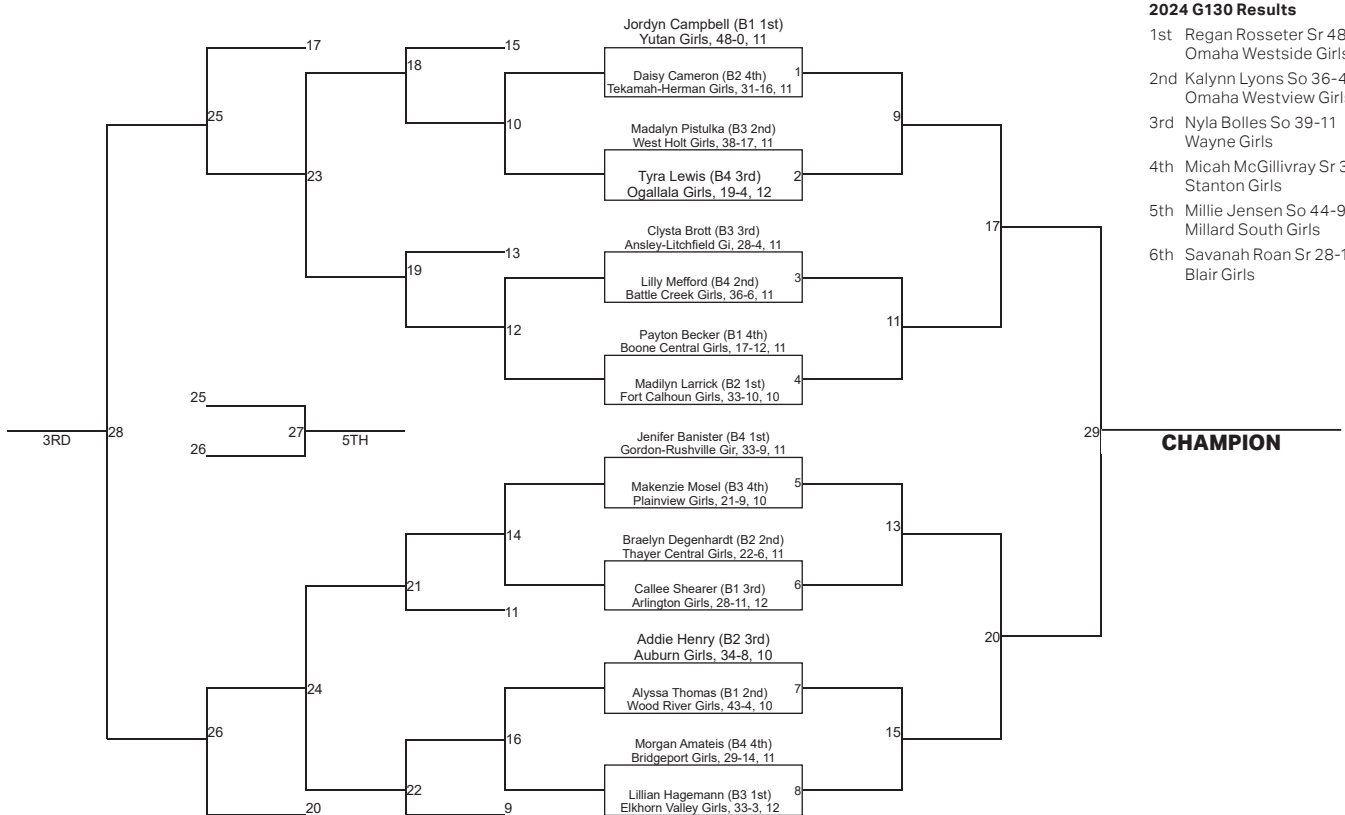 2024 G130 Results
1st Regan Rosseter Sr 48
Omaha Westside Girls
2nd Kalynn Lyons So 36-4
Omaha Westview Girls
3rd Nyla Bolles So 39-11
Wayne Girls
4th Micah McGillivray Sr 3
Stanton Girls
5th Millie Jensen So 44-9
Millard South Girls
6th Savanah Roan Sr 28-1
Blair Girls
Jordyn Campbell (B1 1st)
Yutan Girls, 48-0, 11
17
15
18
Daisy Cameron (B2 4th)
1
Tekamah-Herman Girls, 31-16, 11
25
10
9
Madalyn Pistulka (B3 2nd)
West Holt Girls, 38-17, 11
23
Tyra Lewis (B4 3rd)
2
Ogallala Girls, 19-4, 12
17
Clysta Brott (B3 3rd)
Ansley-Litchfield Gi, 28-4, 11
13
19
Lilly Mefford (B4 2nd)
3
Battle Creek Girls, 36-6, 11
12
11
Payton Becker (B1 4th)
Boone Central Girls, 17-12, 11
Madilyn Larrick (B2 1st)
4
Fort Calhoun Girls, 33-10, 10
25
3RD
28
27
5TH
26
29
CHAMPION
Jenifer Banister (B4 1st)
Gordon-Rushville Gir, 33-9, 11
Makenzie Mosel (B3 4th)
5
Plainview Girls, 21-9, 10
14
13
Braelyn Degenhardt (B2 2nd)
Thayer Central Girls, 22-6, 11
21
Callee Shearer (B1 3rd)
6
Arlington Girls, 28-11, 12
11
20
Addie Henry (B2 3rd)
Auburn Girls, 34-8, 10
24
Alyssa Thomas (B1 2nd)
7
Wood River Girls, 43-4, 10
26
16
15
Morgan Amateis (B4 4th)
Bridgeport Girls, 29-14, 11
22
Lillian Hagemann (B3 1st)
8
Elkhorn Valley Girls, 33-3, 12
20
9